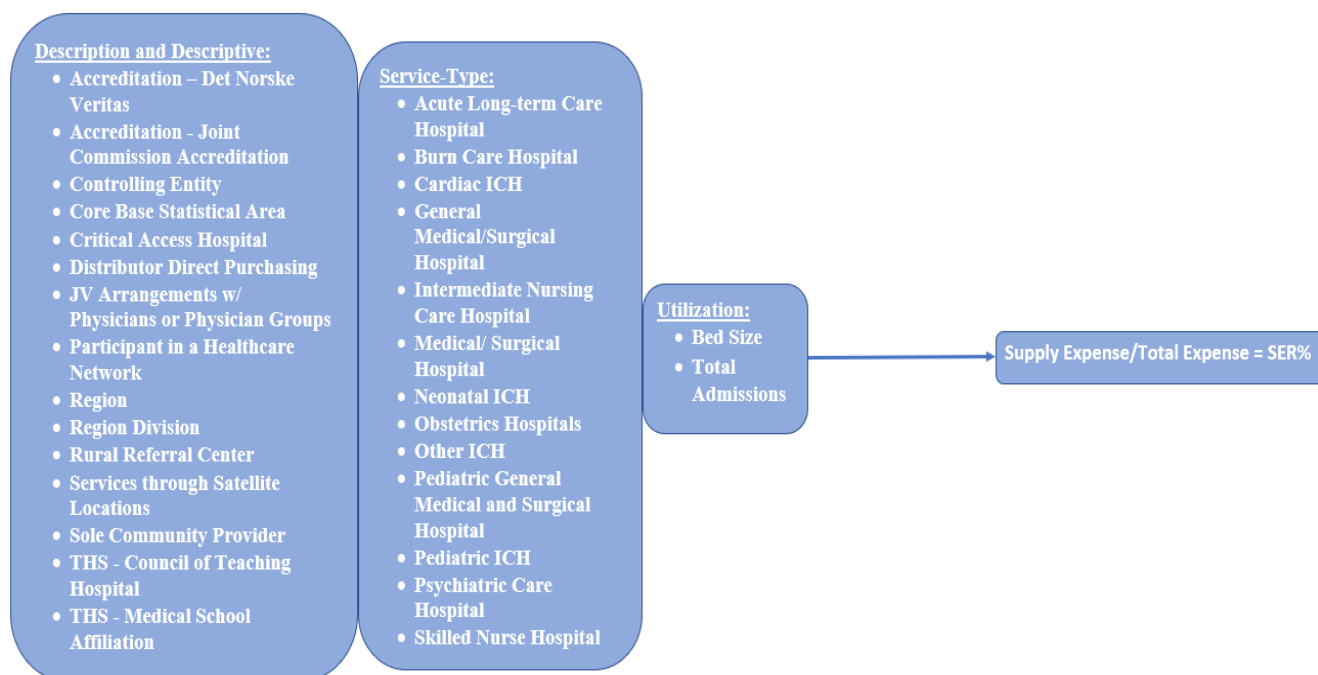 Description and Descriptive:
• Accreditation – Det Norske
Veritas
• Accreditation - Joint
Commission Accreditation
• Controlling Entity
• Core Base Statistical Area
• Critical Access Hospital
• Distributor Direct Purchasing
• JV Arrangements w/
Physicians or Physician Groups
• Participant in a Healthcare
Network
• Region
• Region Division
• Rural Referral Center
• Services through Satellite
Locations
• Sole Community Provider
• THS - Council of Teaching
Hospital
• THS - Medical School
Affiliation
Service-Type:
• Acute Long-term Care
Hospital
• Burn Care Hospital
• Cardiac ICH
• General
Medical/Surgical
Hospital
• Intermediate Nursing
Care Hospital
• Medical/ Surgical
Hospital
• Neonatal ICH
• Obstetrics Hospitals
• Other ICH
• Pediatric General
Medical and Surgical
Hospital
• Pediatric ICH
• Psychiatric Care
Hospital
• Skilled Nurse Hospital
Utilization:
• Bed Size
• Total
Admissions
Supply Expense/Total Expense = SER%